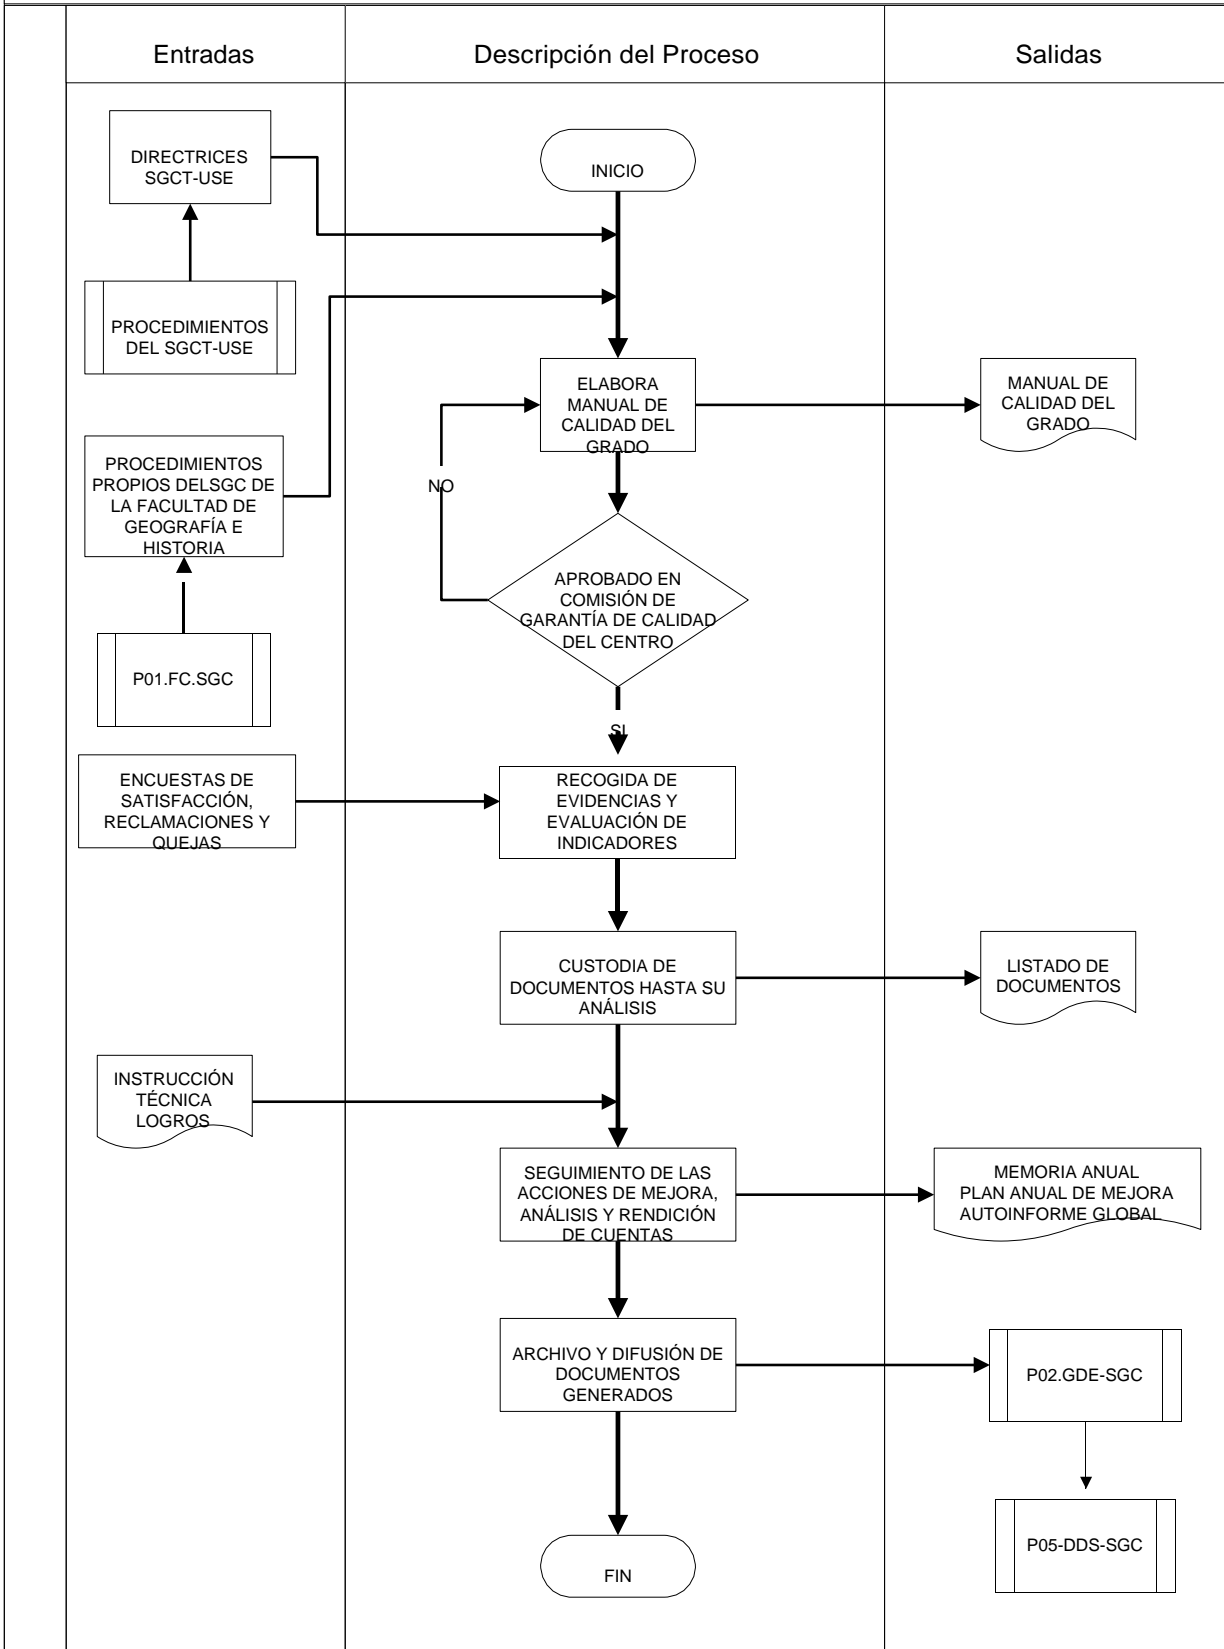 Entradas
Descripción del Proceso
Salidas
DIRECTRICES
SGCT-USE
INICIO
PROCEDIMIENTOS
DEL SGCT-USE
ELABORA
MANUAL DE
CALIDAD DEL
GRADO
MANUAL DE
CALIDAD DEL
GRADO
PROCEDIMIENTOS
PROPIOS DELSGC DE
LA FACULTAD DE
GEOGRAFÍA E
HISTORIA
NO
APROBADO EN
COMISIÓN DE
GARANTÍA DE CALIDAD
DEL CENTRO
P01.FC.SGC
SI
ENCUESTAS DE
SATISFACCIÓN,
RECLAMACIONES Y
QUEJAS
RECOGIDA DE
EVIDENCIAS Y
EVALUACIÓN DE
INDICADORES
CUSTODIA DE
DOCUMENTOS HASTA SU
ANÁLISIS
LISTADO DE
DOCUMENTOS
INSTRUCCIÓN
TÉCNICA
LOGROS
SEGUIMIENTO DE LAS
ACCIONES DE MEJORA,
ANÁLISIS Y RENDICIÓN
DE CUENTAS
MEMORIA ANUAL
PLAN ANUAL DE MEJORA
AUTOINFORME GLOBAL
ARCHIVO Y DIFUSIÓN DE
DOCUMENTOS
GENERADOS
P02.GDE-SGC
P05-DDS-SGC
FIN